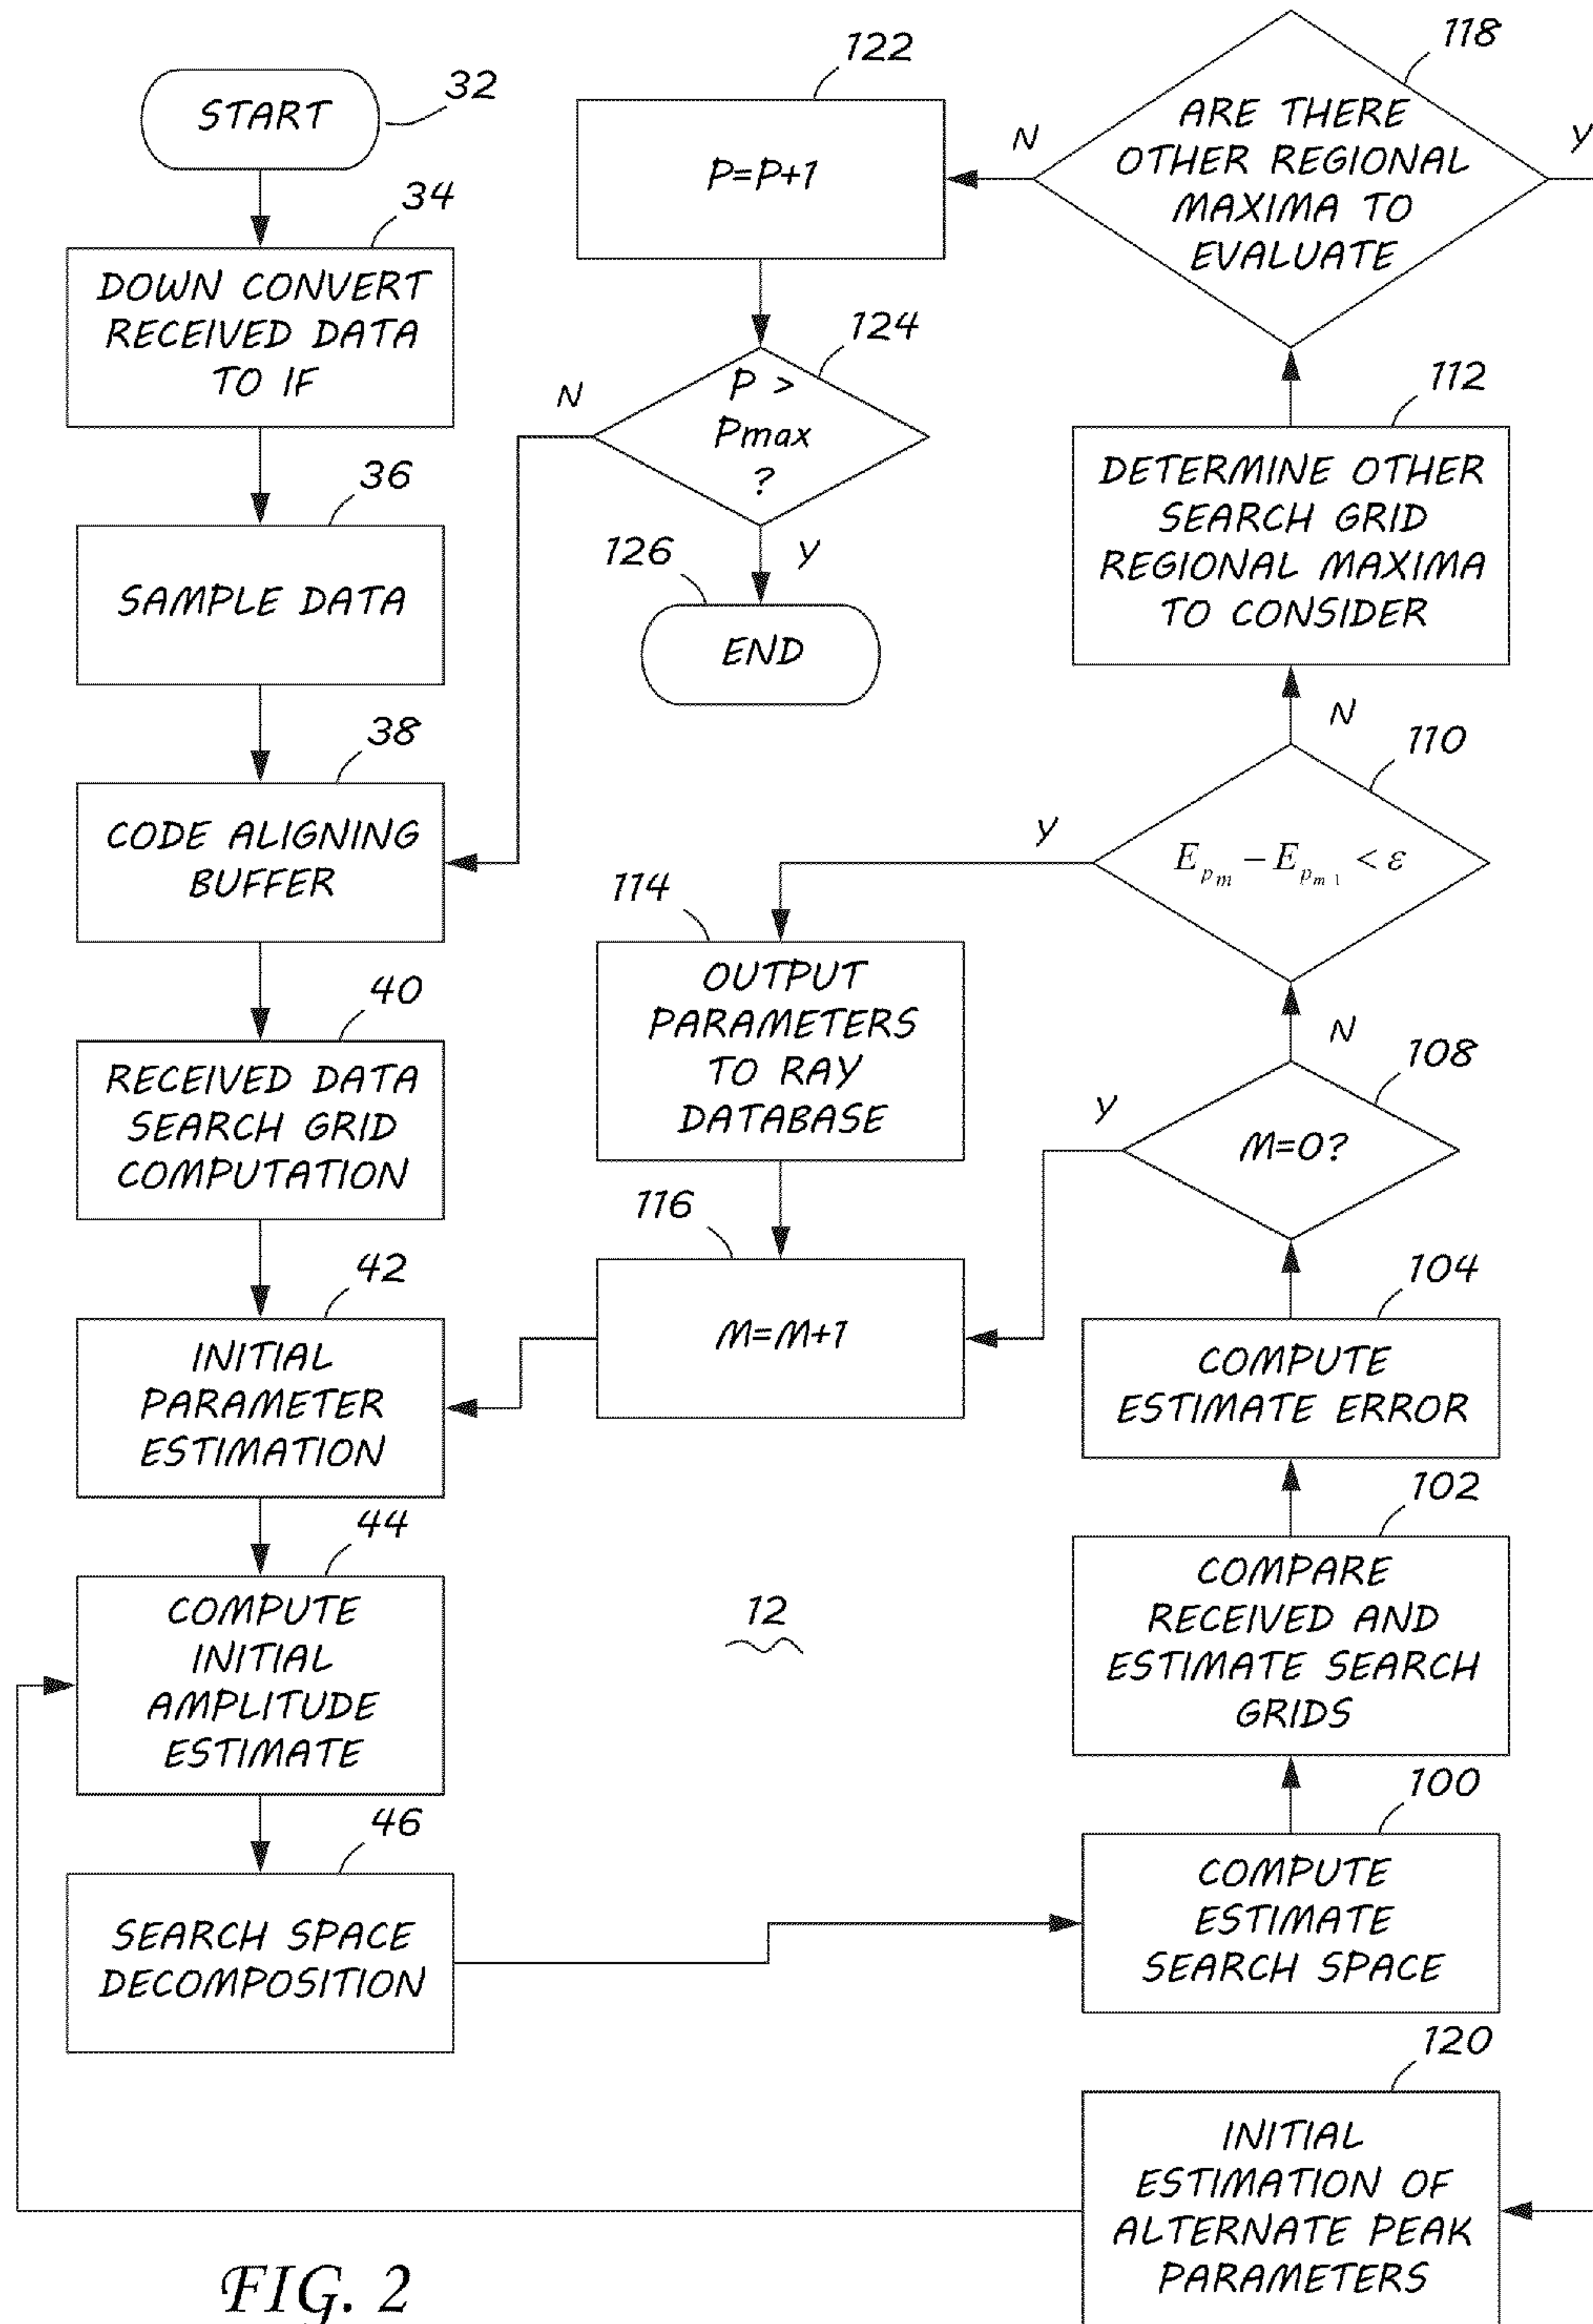 START
32
34
DOWN CONVERT
RECEIVED DATA
TO IF
36
SAMPLE DATA
38
CODE ALIGNING
BUFFER
40
RECEIVED DATA
SEARCH GRID
COMPUTATION
42
INITIAL
PARAMETER
ESTIMATION
44
COMPUTE
INITIAL
AMPLITUDE
ESTIMATE
46
SEARCH SPACE
DECOMPOSITION
122
P=P+1
124
P >
Pmax
?
N
Y
126
END
114
OUTPUT
PARAMETERS
TO RAY
DATABASE
116
M=M+1
12
118
ARE THERE
OTHER REGIONAL
MAXIMA TO
EVALUATE
N
Y
112
DETERMINE OTHER
SEARCH GRID
REGIONAL MAXIMA
TO CONSIDER
N
110
Y
E_{p_m} − E_{p_{m 1}} < ε
N
108
Y
M=0?
104
COMPUTE
ESTIMATE ERROR
102
COMPARE
RECEIVED AND
ESTIMATE SEARCH
GRIDS
100
COMPUTE
ESTIMATE
SEARCH SPACE
120
INITIAL
ESTIMATION OF
ALTERNATE PEAK
PARAMETERS
FIG. 2